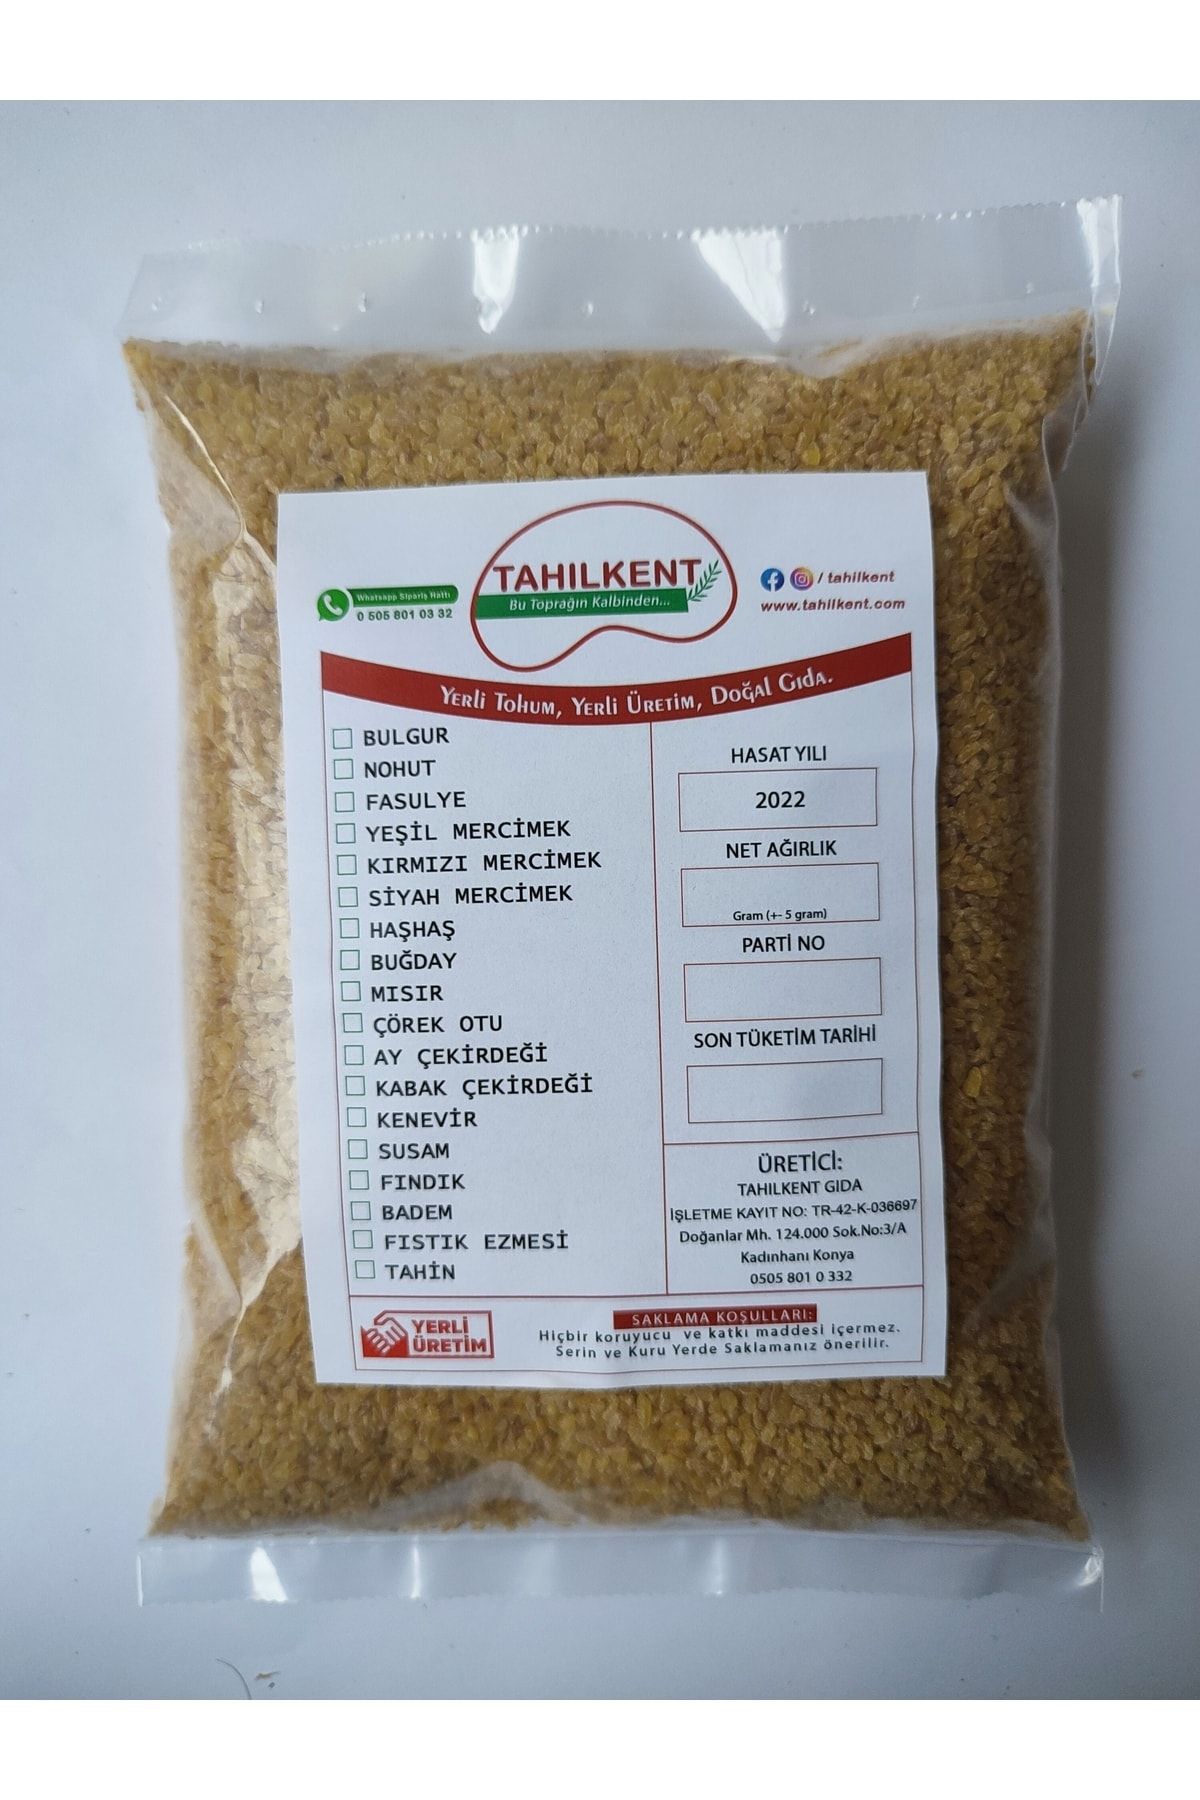 TAHILKENT
Bu Toprağın Kalbinden...
Whatsapp Sipariş Hattı
0 505 801 03 32
/ tahilkent
www.tahilkent.com
Yerli Tohum, Yerli Üretim, Doğal Gıda.
BULGUR
NOHUT
FASULYE
YEŞİL MERCİMEK
KIRMIZI MERCİMEK
SİYAH MERCİMEK
HAŞHAŞ
BUĞDAY
MISIR
ÇÖREK OTU
AY ÇEKİRDEĞİ
KABAK ÇEKİRDEĞİ
KENEVİR
SUSAM
FINDIK
BADEM
FISTIK EZMESİ
TAHİN
HASAT YILI
2022
NET AĞIRLIK
Gram (+- 5 gram)
PARTİ NO
SON TÜKETİM TARİHİ
ÜRETİCİ:
TAHILKENT GIDA
İŞLETME KAYIT NO: TR-42-K-036697
Doğanlar Mh. 124.000 Sok.No:3/A
Kadınhanı Konya
0505 801 0 332
YERLİ
ÜRETİM
SAKLAMA KOŞULLARI:
Hiçbir koruyucu ve katkı maddesi içermez.
Serin ve Kuru Yerde Saklamanız önerilir.